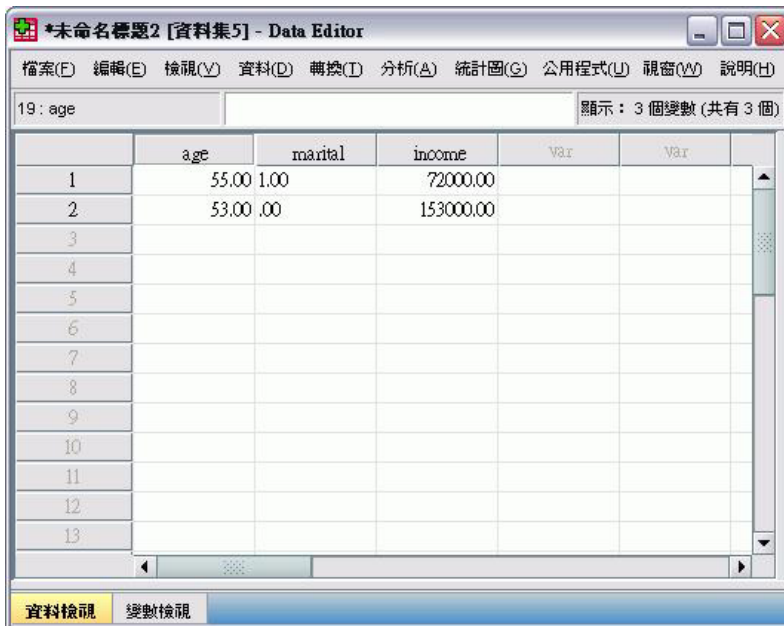 *未命名標題2 [資料集5] - Data Editor
檔案(F) 編輯(E) 檢視(V) 資料(D) 轉換(T) 分析(A) 統計圖(G) 公用程式(U) 視窗(W) 說明(H)
19 : age 顯示： 3 個變數 (共有 3 個)
age marital income var var
1 55.00 1.00 72000.00
2 53.00 .00 153000.00
3
4
5
6
7
8
9
10
11
12
13
資料檢視 變數檢視